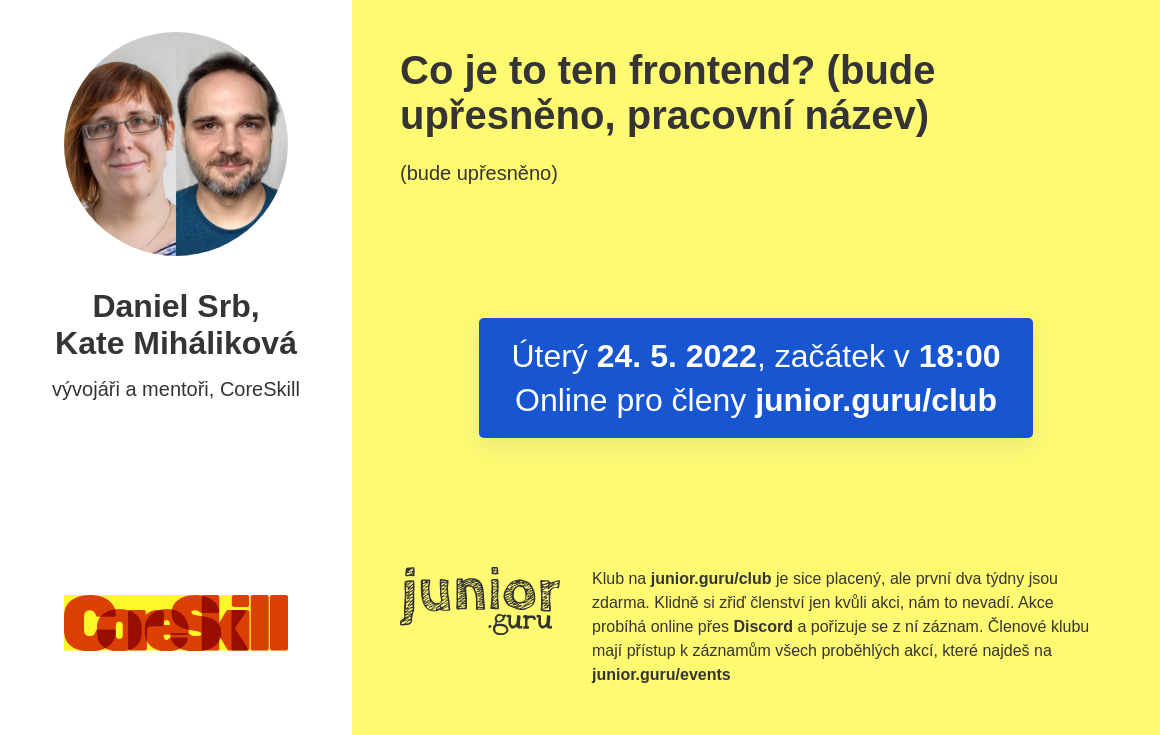 Co je to ten frontend? (bude
upřesněno, pracovní název)
(bude upřesněno)
Daniel Srb,
Kate Miháliková
vývojáři a mentoři, CoreSkill
Úterý 24. 5. 2022, začátek v 18:00
Online pro členy junior.guru/club
CoreSkill
junior
.guru
Klub na junior.guru/club je sice placený, ale první dva týdny jsou
zdarma. Klidně si zřiď členství jen kvůli akci, nám to nevadí. Akce
probíhá online přes Discord a pořizuje se z ní záznam. Členové klubu
mají přístup k záznamům všech proběhlých akcí, které najdeš na
junior.guru/events